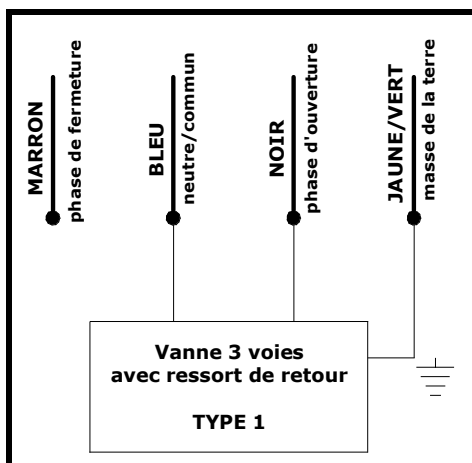 MARRON
phase de fermeture
BLEU
neutre/commun
NOIR
phase d'ouverture
JAUNE/VERT
masse de la terre
Vanne 3 voies
avec ressort de retour
TYPE 1